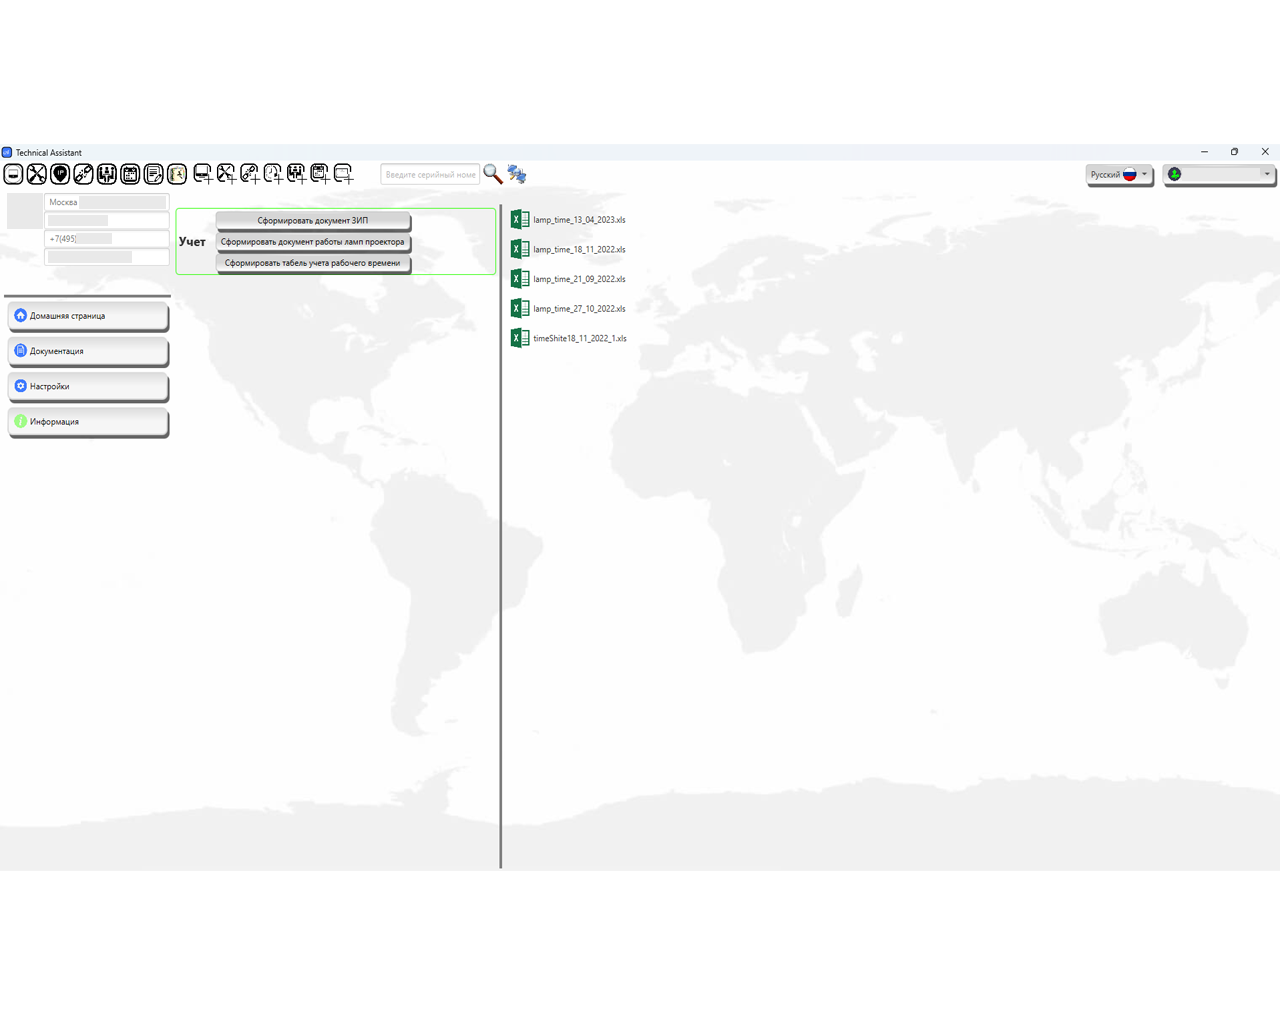 Technical Assistant
IP
Введите серийный номе
Русский
Москва
+7(495)
Домашняя страница
Документация
Настройки
Информация
Учет
Сформировать документ ЗИП
Сформировать документ работы ламп проектора
Сформировать табель учета рабочего времени
lamp_time_13_04_2023.xls
lamp_time_18_11_2022.xls
lamp_time_21_09_2022.xls
lamp_time_27_10_2022.xls
timeShite18_11_2022_1.xls